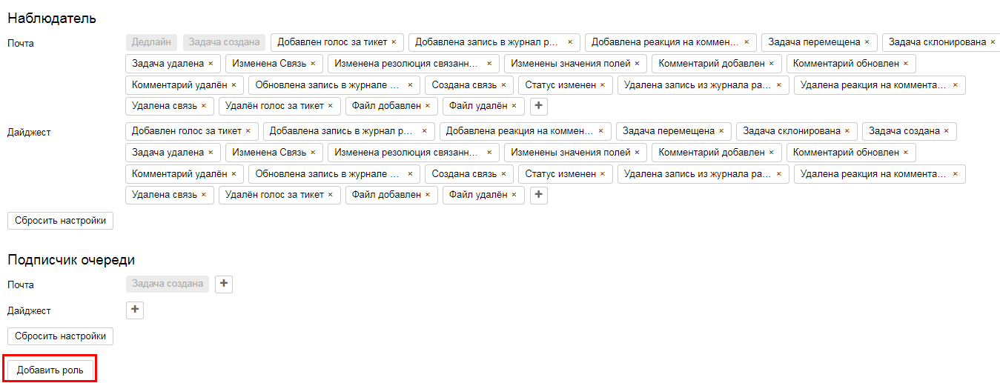 Наблюдатель
Почта Дедлайн Задача создана Добавлен голос за тикет × Добавлена запись в журнал р... × Добавлена реакция на коммен... × Задача перемещена × Задача склонирована ×
Задача удалена × Изменена Связь × Изменена резолюция связанн... × Изменены значения полей × Комментарий добавлен × Комментарий обновлен ×
Комментарий удалён × Обновлена запись в журнале ... × Создана связь × Статус изменен × Удалена запись из журнала ра... × Удалена реакция на коммента... ×
Удалена связь × Удалён голос за тикет × Файл добавлен × Файл удалён × +
Дайджест Добавлен голос за тикет × Добавлена запись в журнал р... × Добавлена реакция на коммен... × Задача перемещена × Задача склонирована × Задача создана ×
Задача удалена × Изменена Связь × Изменена резолюция связанн... × Изменены значения полей × Комментарий добавлен × Комментарий обновлен ×
Комментарий удалён × Обновлена запись в журнале ... × Создана связь × Статус изменен × Удалена запись из журнала ра... × Удалена реакция на коммента... ×
Удалена связь × Удалён голос за тикет × Файл добавлен × Файл удалён × +
Сбросить настройки
Подписчик очереди
Почта Задача создана +
Дайджест +
Сбросить настройки
Добавить роль